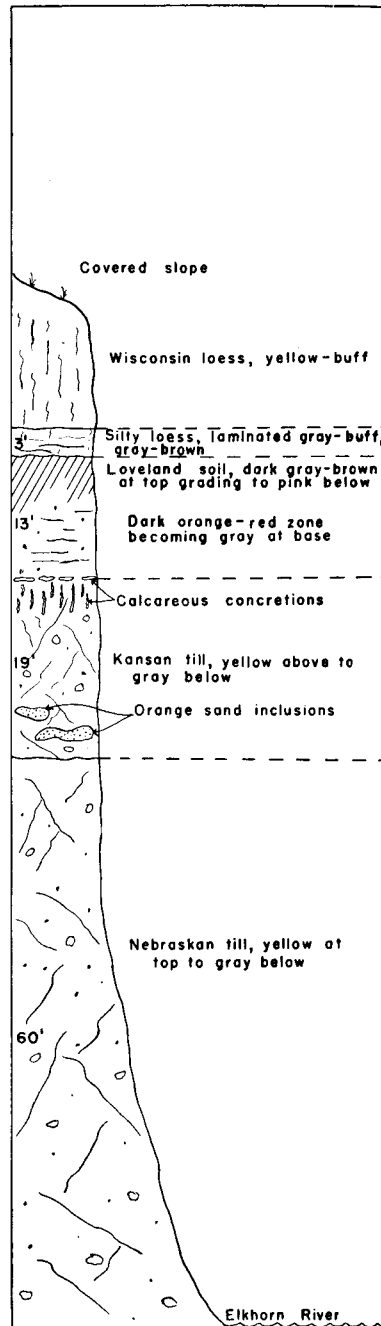 Covered slope
Wisconsin loess, yellow-buff
3'
Silty loess, laminated gray-buff,
gray-brown
Loveland soil, dark gray-brown
at top grading to pink below
13'
Dark orange-red zone
becoming gray at base
Calcareous concretions
19'
Kansan till, yellow above to
gray below
Orange sand inclusions
Nebraskan till, yellow at
top to gray below
60'
Elkhorn River